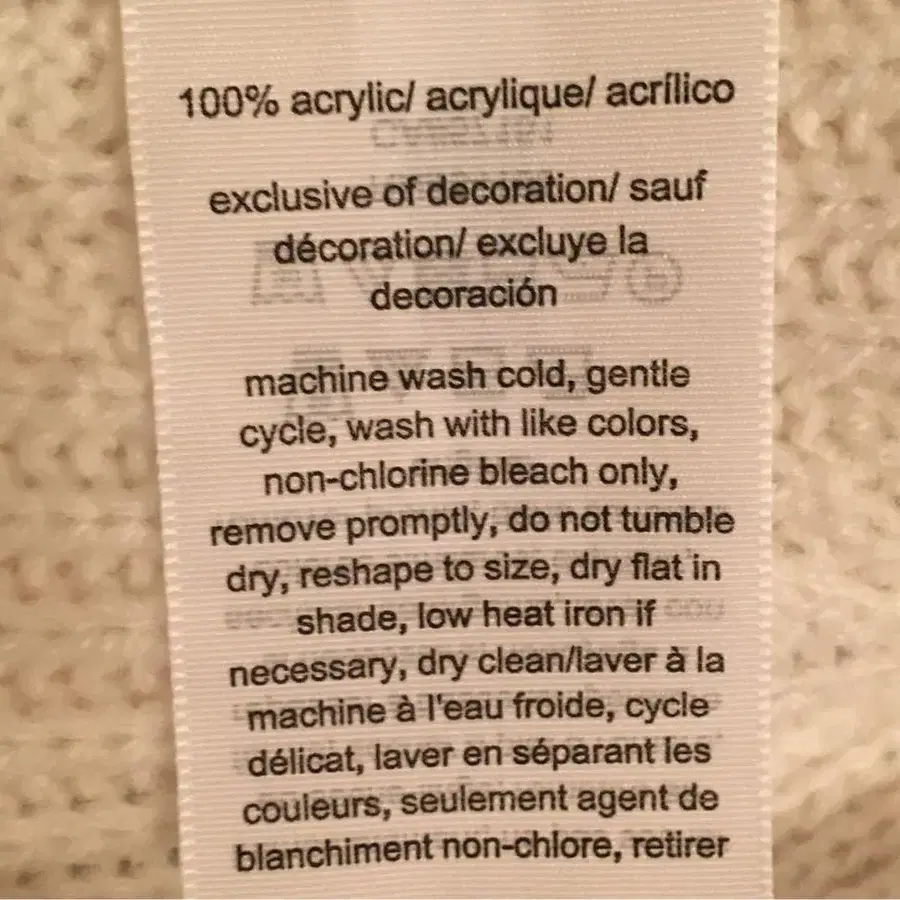 100% acrylic/ acrylique/ acrílico
exclusive of decoration/ sauf
décoration/ excluye la
decoración
machine wash cold, gentle
cycle, wash with like colors,
non-chlorine bleach only,
remove promptly, do not tumble
dry, reshape to size, dry flat in
shade, low heat iron if
necessary, dry clean/laver à la
machine à l'eau froide, cycle
délicat, laver en séparant les
couleurs, seulement agent de
blanchiment non-chlore, retirer